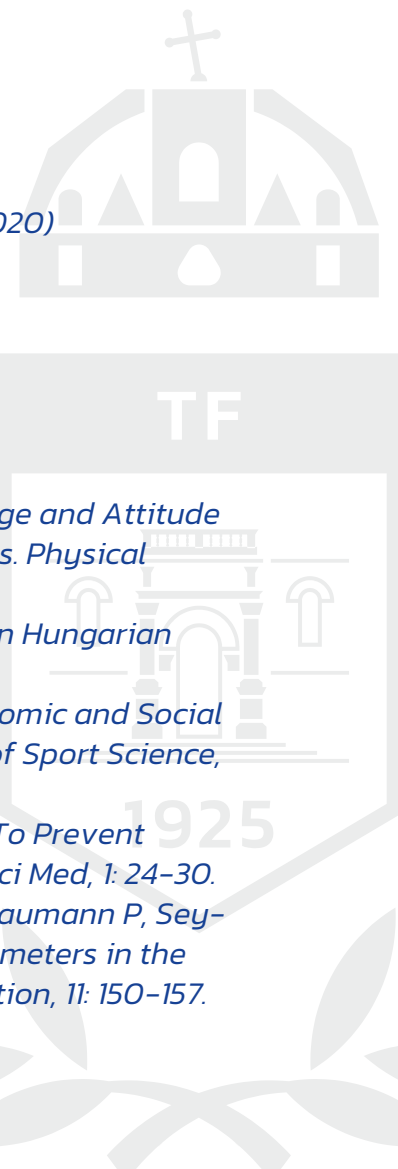 020)
TF
ge and Attitude
s. Physical
n Hungarian
omic and Social
of Sport Science,
To Prevent
1925
ci Med, 1: 24-30.
aumann P, Sey-
meters in the
tion, 11: 150-157.